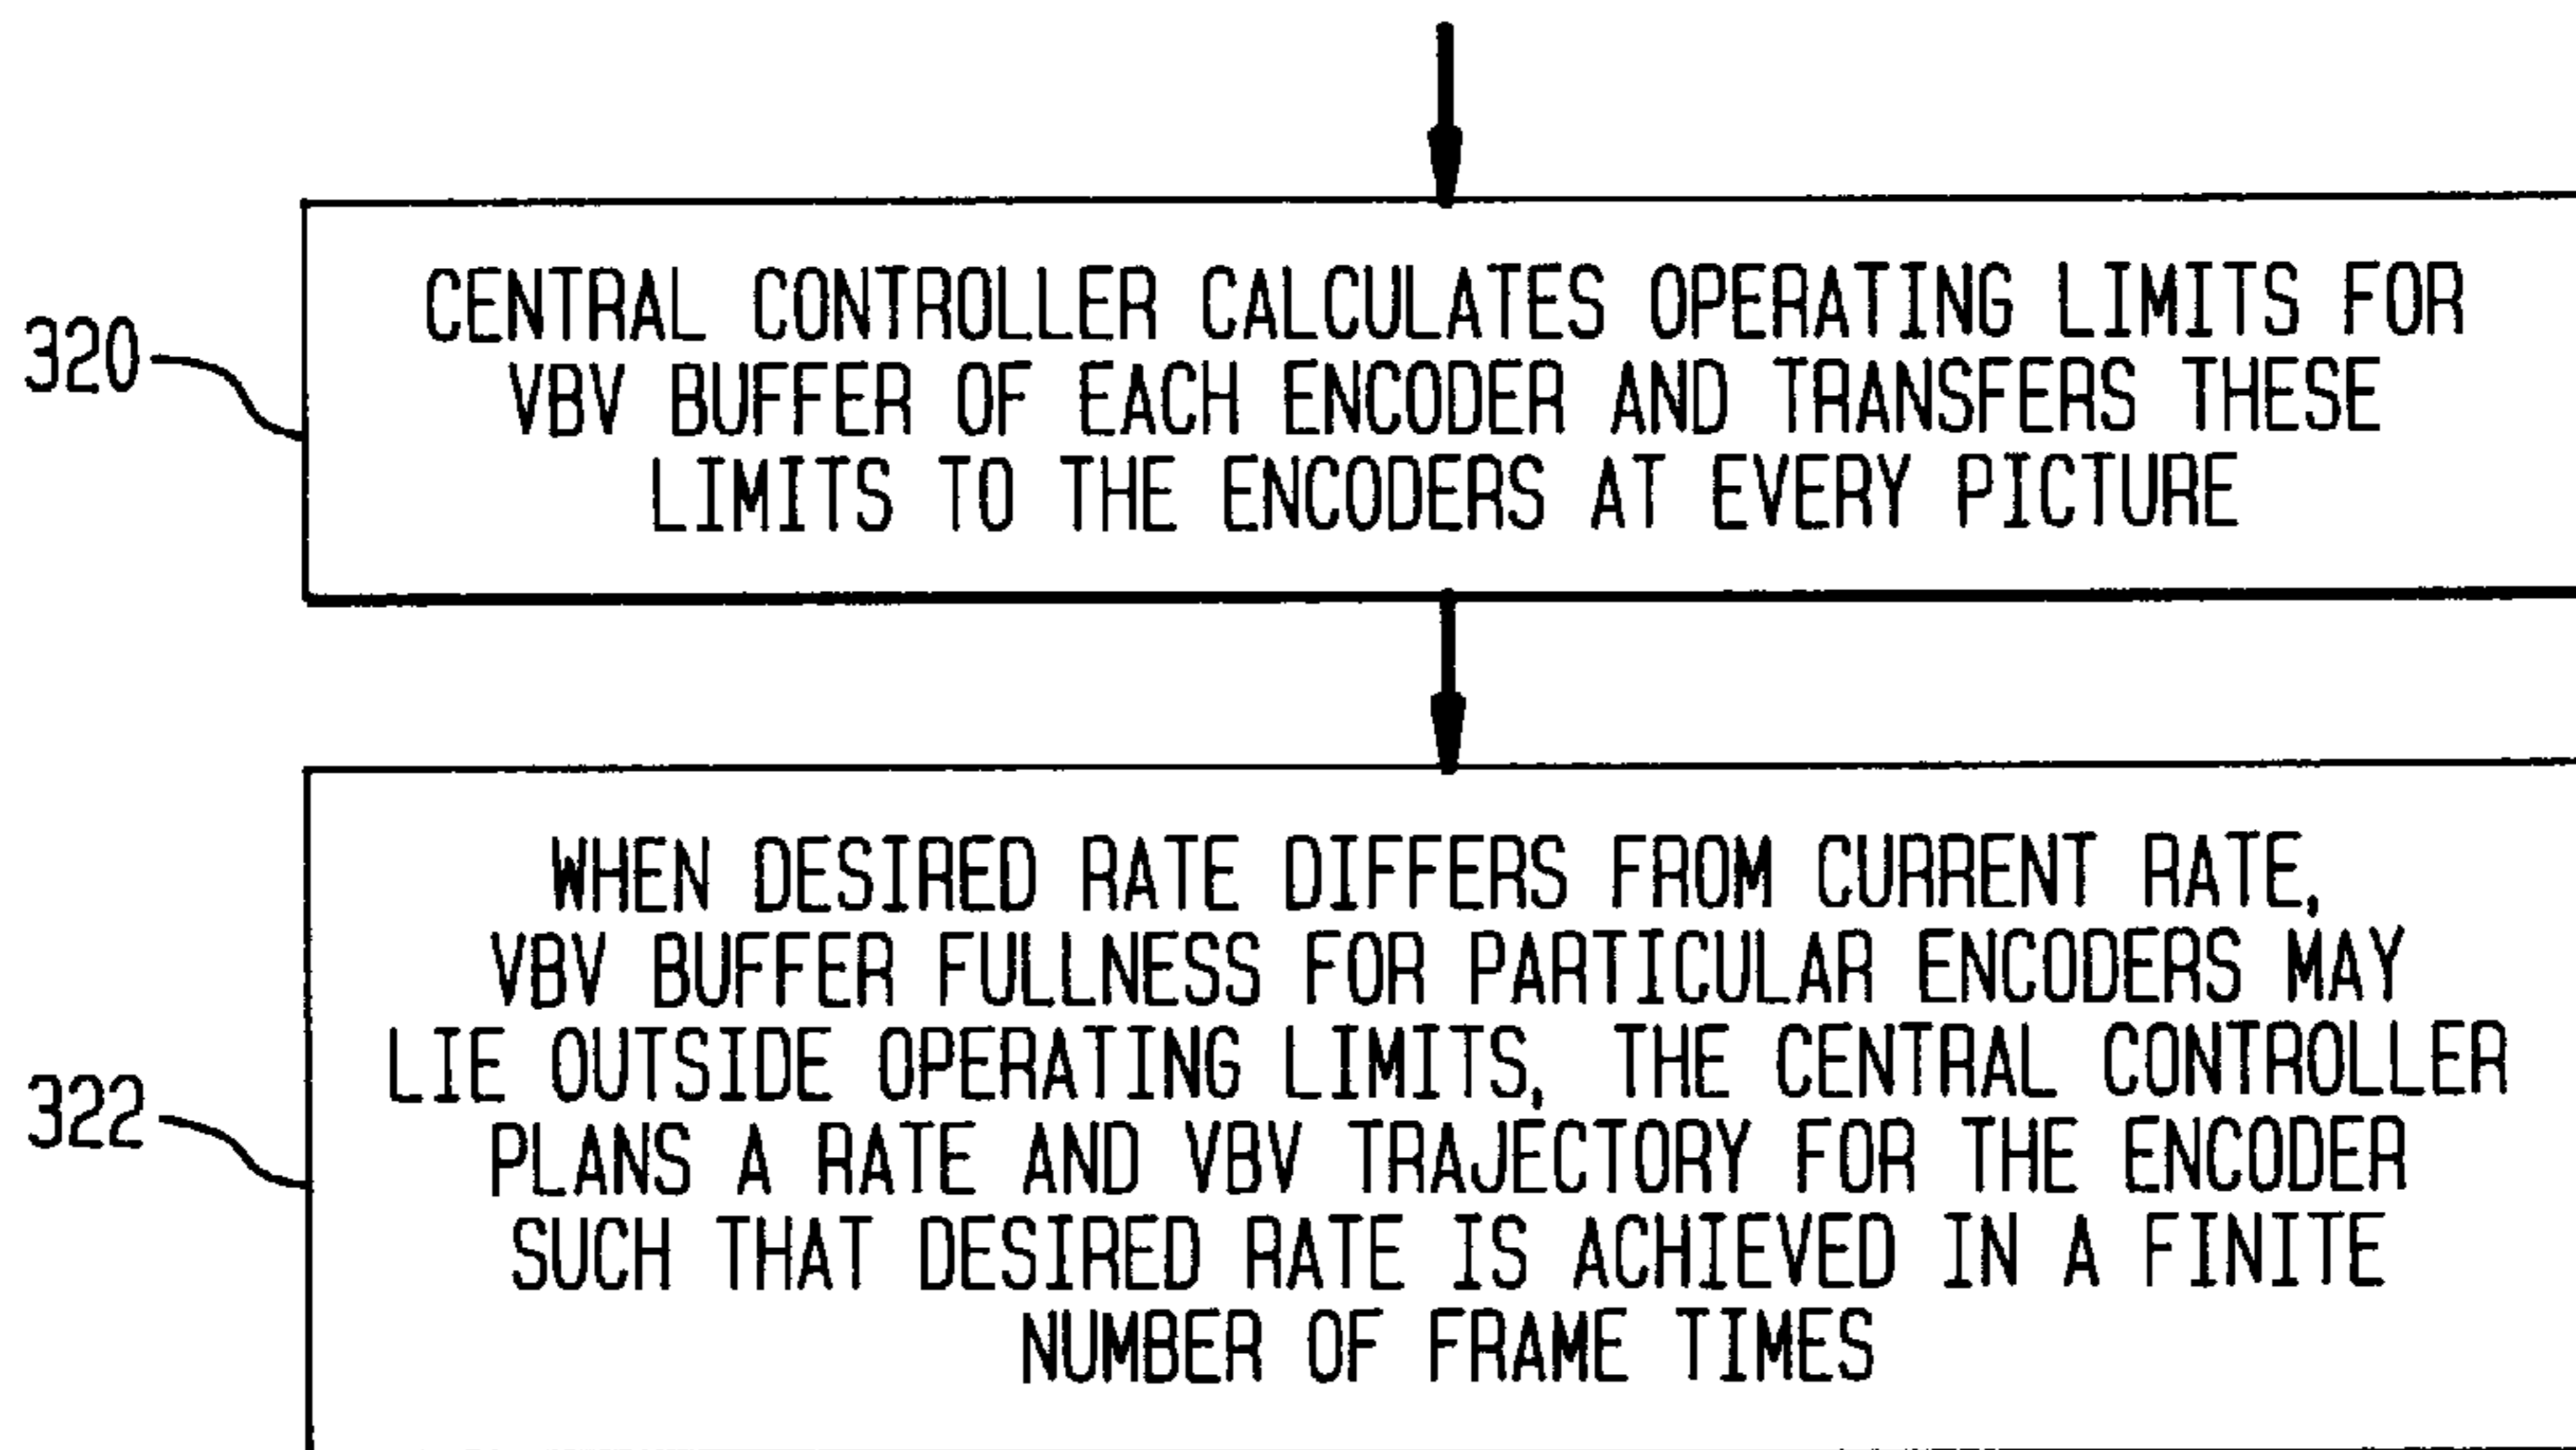 CENTRAL CONTROLLER CALCULATES OPERATING LIMITS FOR
320
VBV BUFFER OF EACH ENCODER AND TRANSFERS THESE
LIMITS TO THE ENCODERS AT EVERY PICTURE
WHEN DESIRED RATE DIFFERS FROM CURRENT RATE,
VBV BUFFER FULLNESS FOR PARTICULAR ENCODERS MAY
LIE OUTSIDE OPERATING LIMITS, THE CENTRAL CONTROLLER
322
PLANS A RATE AND VBV TRAJECTORY FOR THE ENCODER
SUCH THAT DESIRED RATE IS ACHIEVED IN A FINITE
NUMBER OF FRAME TIMES